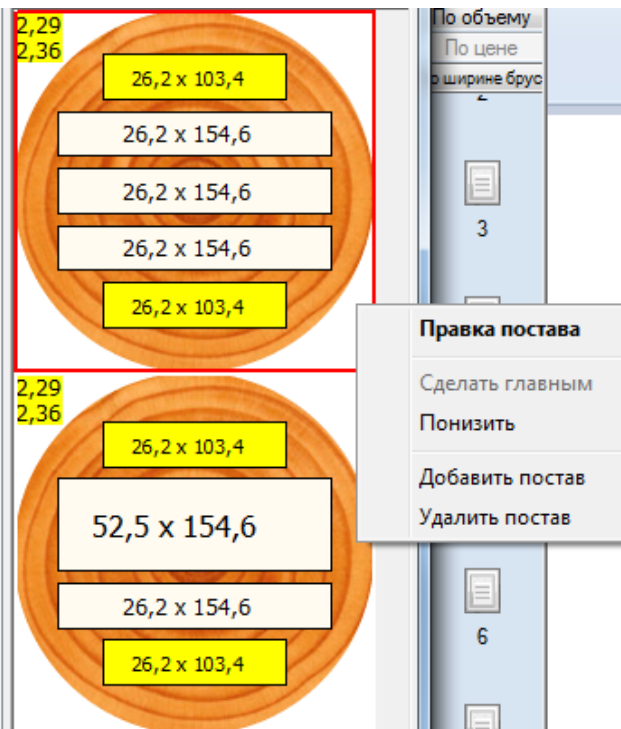 2,29
2,36
26,2 x 103,4
26,2 x 154,6
26,2 x 154,6
26,2 x 154,6
26,2 x 103,4
2,29
2,36
26,2 x 103,4
52,5 x 154,6
26,2 x 154,6
26,2 x 103,4
По объему
По цене
о ширине брус
3
6
Правка постава
Сделать главным
Понизить
Добавить постав
Удалить постав